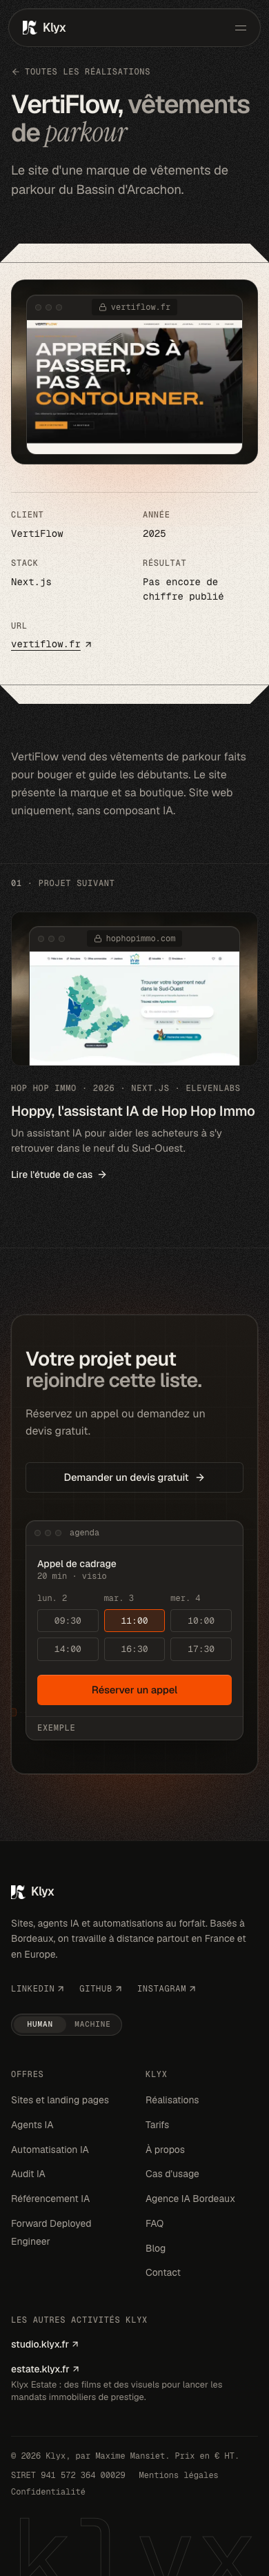 Klyx
← TOUTES LES RÉALISATIONS
VertiFlow, vêtements
de parkour
Le site d'une marque de vêtements de
parkour du Bassin d'Arcachon.
vertiflow.fr
APPRENDS À
PASSER,
PAS À
CONTOURNER.
CLIENT
VertiFlow
ANNÉE
2025
STACK
Next.js
RÉSULTAT
Pas encore de
chiffre publié
URL
vertiflow.fr ↗
VertiFlow vend des vêtements de parkour faits
pour bouger et guide les débutants. Le site
présente la marque et sa boutique. Site web
uniquement, sans composant IA.
01 · PROJET SUIVANT
hophopimmo.com
Trouver votre logement neuf
dans le Sud-Ouest
HOP HOP IMMO · 2026 · NEXT.JS · ELEVENLABS
Hoppy, l'assistant IA de Hop Hop Immo
Un assistant IA pour aider les acheteurs à s'y
retrouver dans le neuf du Sud-Ouest.
Lire l'étude de cas →
Votre projet peut
rejoindre cette liste.
Réservez un appel ou demandez un
devis gratuit.
Demander un devis gratuit →
agenda
Appel de cadrage
20 min · visio
lun. 2 mar. 3 mer. 4
09:30 11:00 10:00
14:00 16:30 17:30
Réserver un appel
EXEMPLE
Klyx
Sites, agents IA et automatisations au forfait. Basés à
Bordeaux, on travaille à distance partout en France et
en Europe.
LINKEDIN ↗ GITHUB ↗ INSTAGRAM ↗
HUMAN MACHINE
OFFRES
Sites et landing pages
Agents IA
Automatisation IA
Audit IA
Référencement IA
Forward Deployed
Engineer
KLYX
Réalisations
Tarifs
À propos
Cas d'usage
Agence IA Bordeaux
FAQ
Blog
Contact
LES AUTRES ACTIVITÉS KLYX
studio.klyx.fr ↗
estate.klyx.fr ↗
Klyx Estate : des films et des visuels pour lancer les
mandats immobiliers de prestige.
© 2026 Klyx, par Maxime Mansiet. Prix en € HT.
SIRET 941 572 364 00029 Mentions légales
Confidentialité
klyx